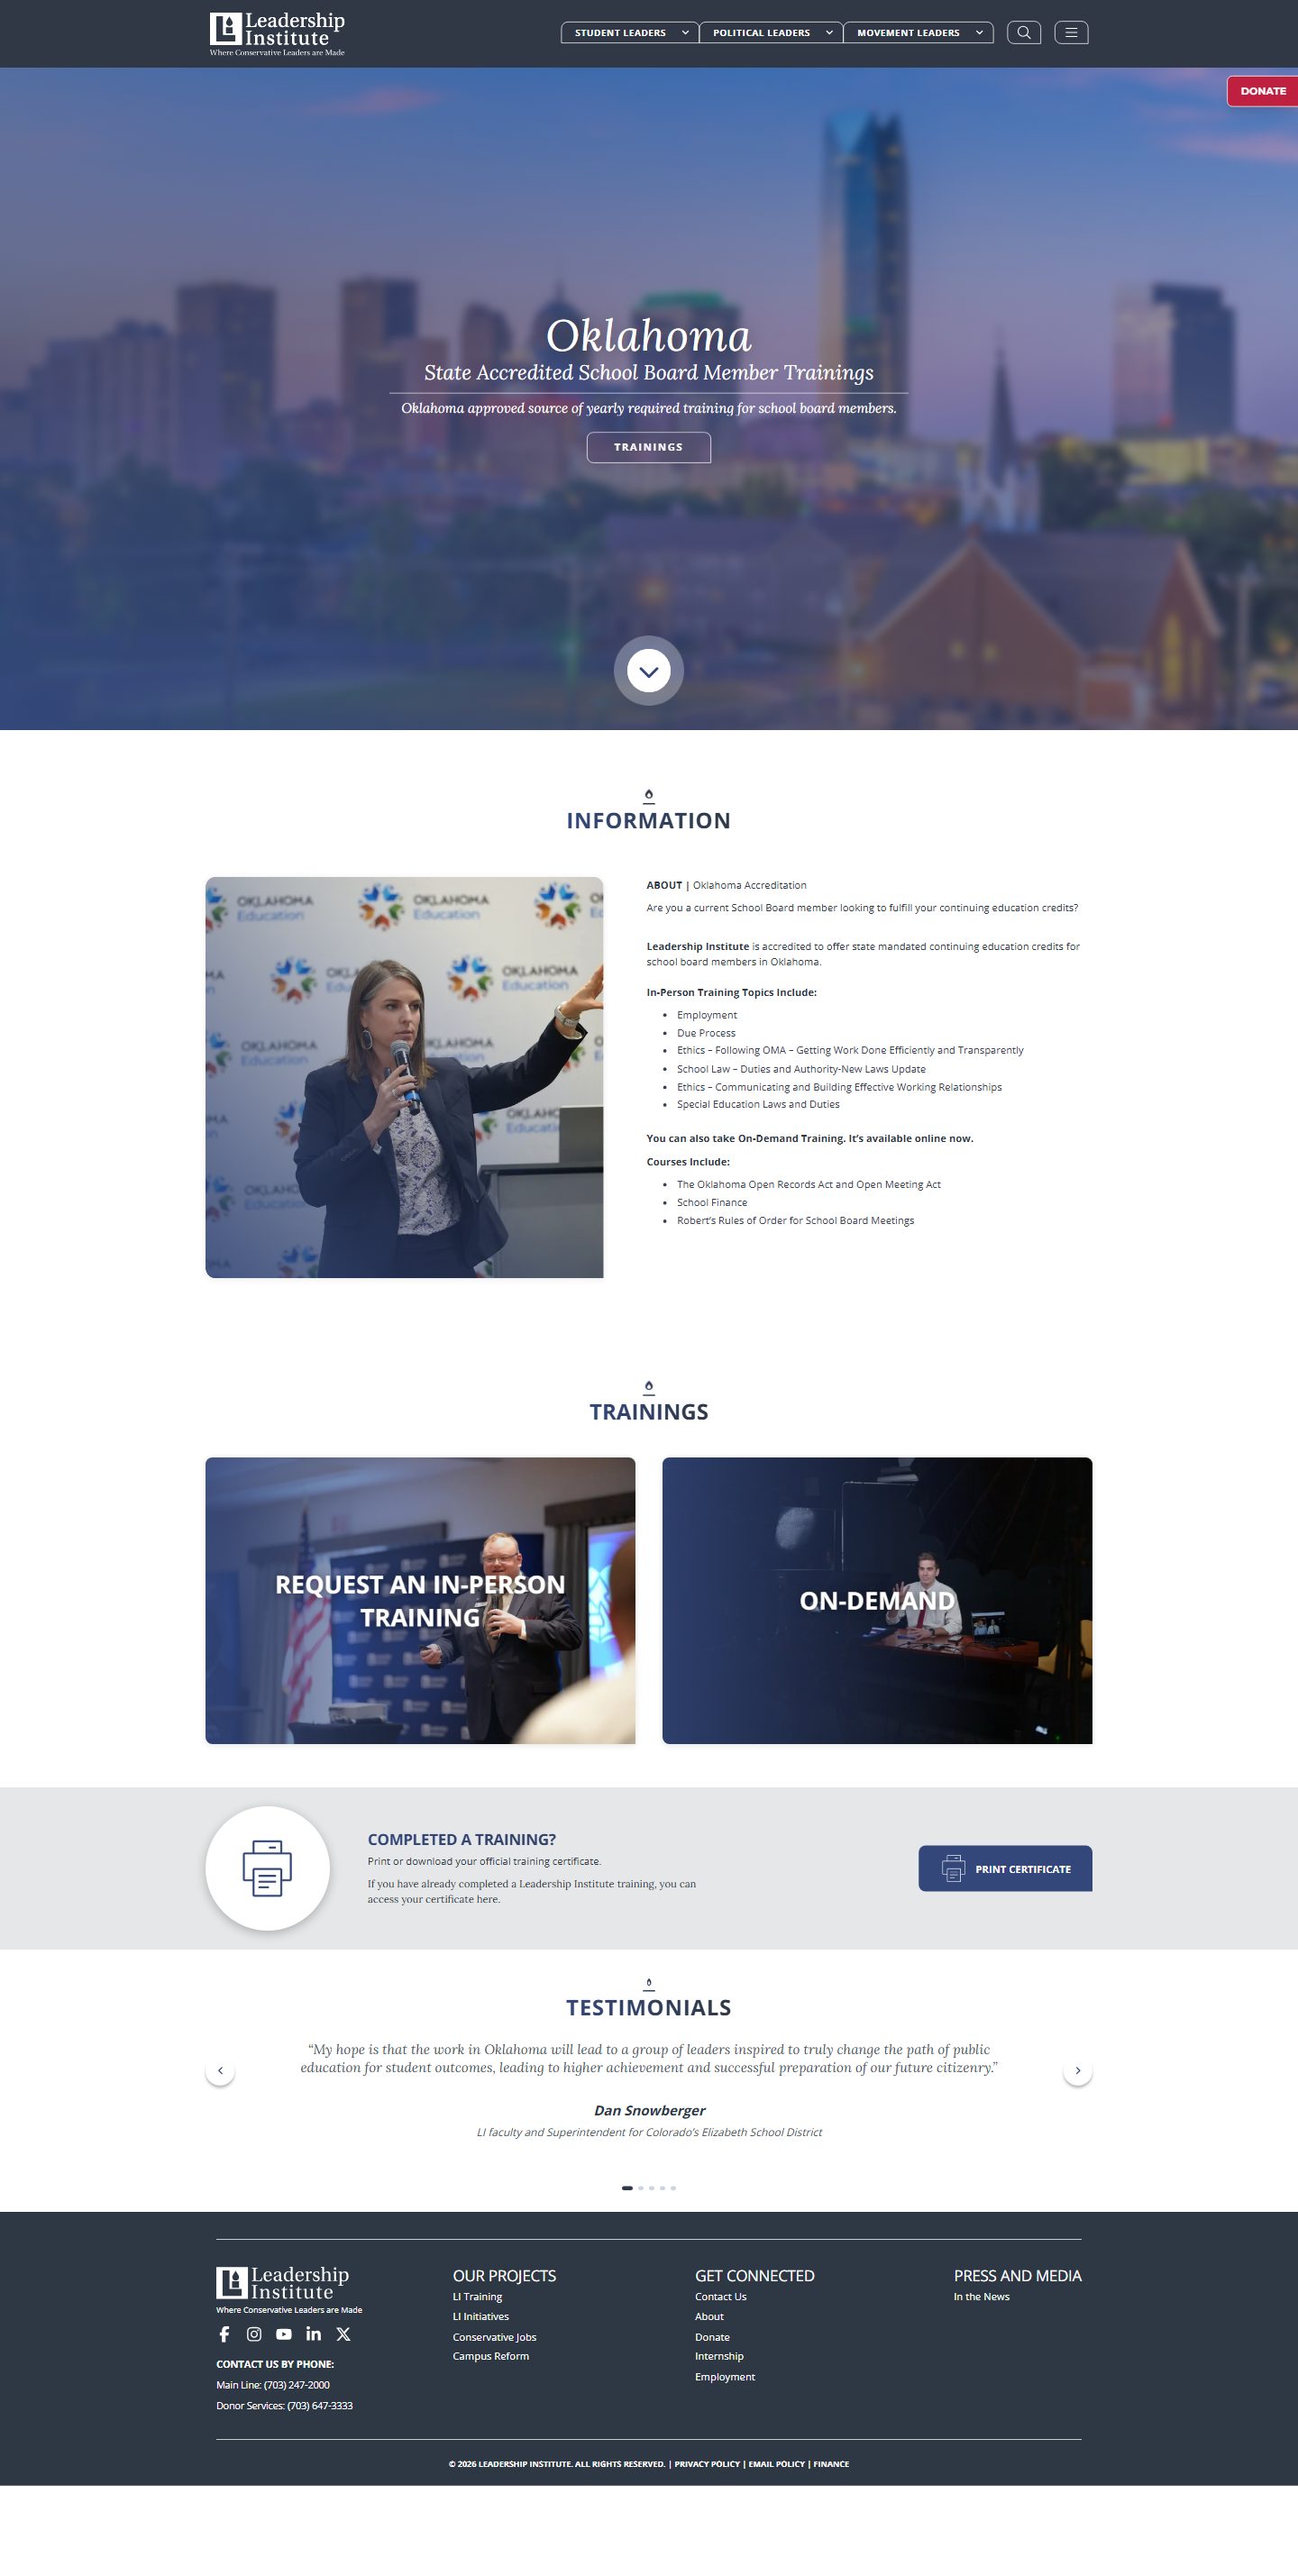 Leadership
Institute
Where Conservative Leaders are Made
STUDENT LEADERS
POLITICAL LEADERS
MOVEMENT LEADERS
DONATE
Oklahoma
State Accredited School Board Member Trainings
Oklahoma approved source of yearly required training for school board members.
TRAININGS
INFORMATION
OKLAHOMA
Education
OKLAHOMA
Education
OKLAHOMA
Education
OKLAHOMA
Education
OKLAHOMA
Education
ABOUT | Oklahoma Accreditation
Are you a current School Board member looking to fulfill your continuing education credits?
Leadership Institute is accredited to offer state mandated continuing education credits for
school board members in Oklahoma.
In-Person Training Topics Include:
• Employment
• Due Process
• Ethics – Following OMA – Getting Work Done Efficiently and Transparently
• School Law – Duties and Authority-New Laws Update
• Ethics – Communicating and Building Effective Working Relationships
• Special Education Laws and Duties
You can also take On-Demand Training. It's available online now.
Courses Include:
• The Oklahoma Open Records Act and Open Meeting Act
• School Finance
• Robert's Rules of Order for School Board Meetings
TRAININGS
REQUEST AN IN-PERSON
TRAINING
ON-DEMAND
COMPLETED A TRAINING?
Print or download your official training certificate.
If you have already completed a Leadership Institute training, you can
access your certificate here.
PRINT CERTIFICATE
TESTIMONIALS
“My hope is that the work in Oklahoma will lead to a group of leaders inspired to truly change the path of public
education for student outcomes, leading to higher achievement and successful preparation of our future citizenry.”
Dan Snowberger
LI faculty and Superintendent for Colorado's Elizabeth School District
Leadership
Institute
Where Conservative Leaders are Made
CONTACT US BY PHONE:
Main Line: (703) 247-2000
Donor Services: (703) 647-3333
OUR PROJECTS
LI Training
LI Initiatives
Conservative Jobs
Campus Reform
GET CONNECTED
Contact Us
About
Donate
Internship
Employment
PRESS AND MEDIA
In the News
© 2026 LEADERSHIP INSTITUTE. ALL RIGHTS RESERVED. | PRIVACY POLICY | EMAIL POLICY | FINANCE